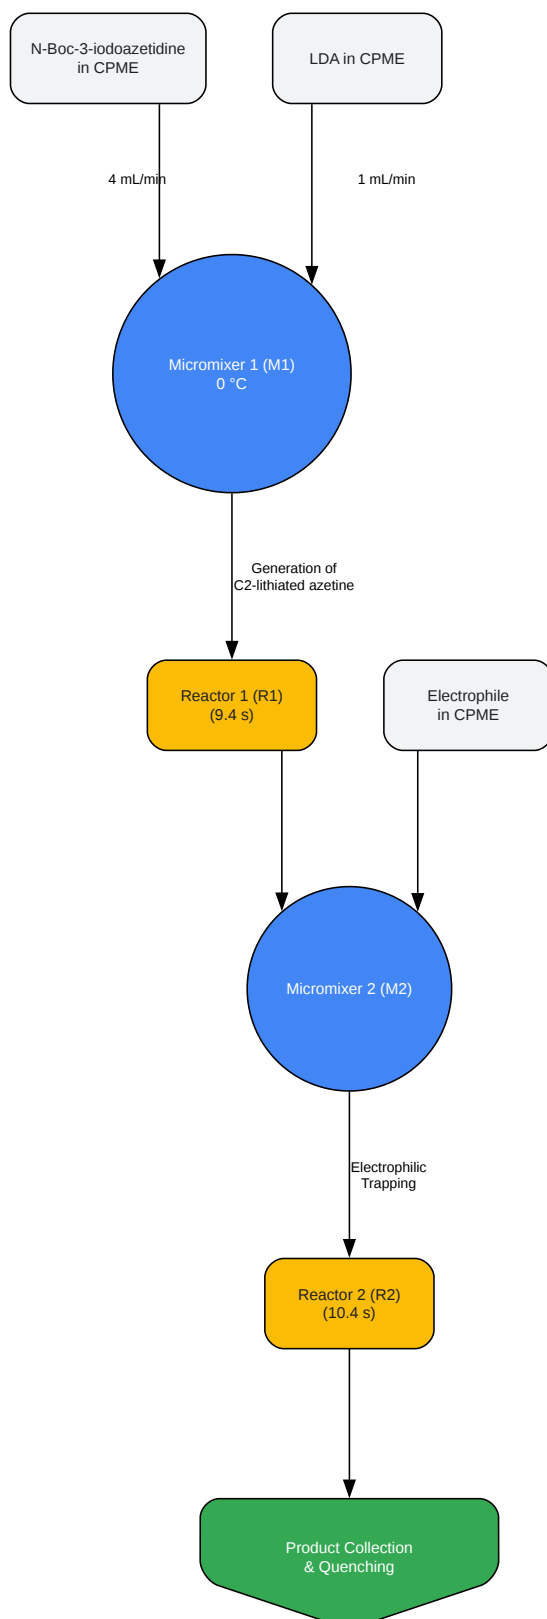 N-Boc-3-iodoazetidine
in CPME
LDA in CPME
4 mL/min
1 mL/min
Micromixer 1 (M1)
0 °C
Generation of
C2-lithiated azetine
Reactor 1 (R1)
(9.4 s)
Electrophile
in CPME
Micromixer 2 (M2)
Electrophilic
Trapping
Reactor 2 (R2)
(10.4 s)
Product Collection
& Quenching